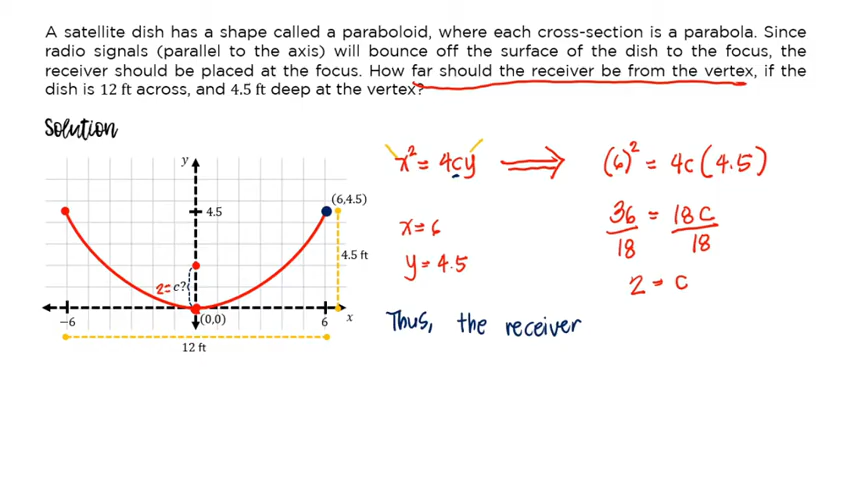 A satellite dish has a shape called a paraboloid, where each cross-section is a parabola. Since
radio signals (parallel to the axis) will bounce off the surface of the dish to the focus, the
receiver should be placed at the focus. How far should the receiver be from the vertex, if the
dish is 12 ft across, and 4.5 ft deep at the vertex?
Solution
y
(6,4.5)
4.5
4.5 ft
2=c?
(0,0)
−6
6
x
12 ft
x² = 4cy ⟹ (6)² = 4c(4.5)
x=6
y=4.5
36/18 = 18c/18
2 = c
Thus, the receiver